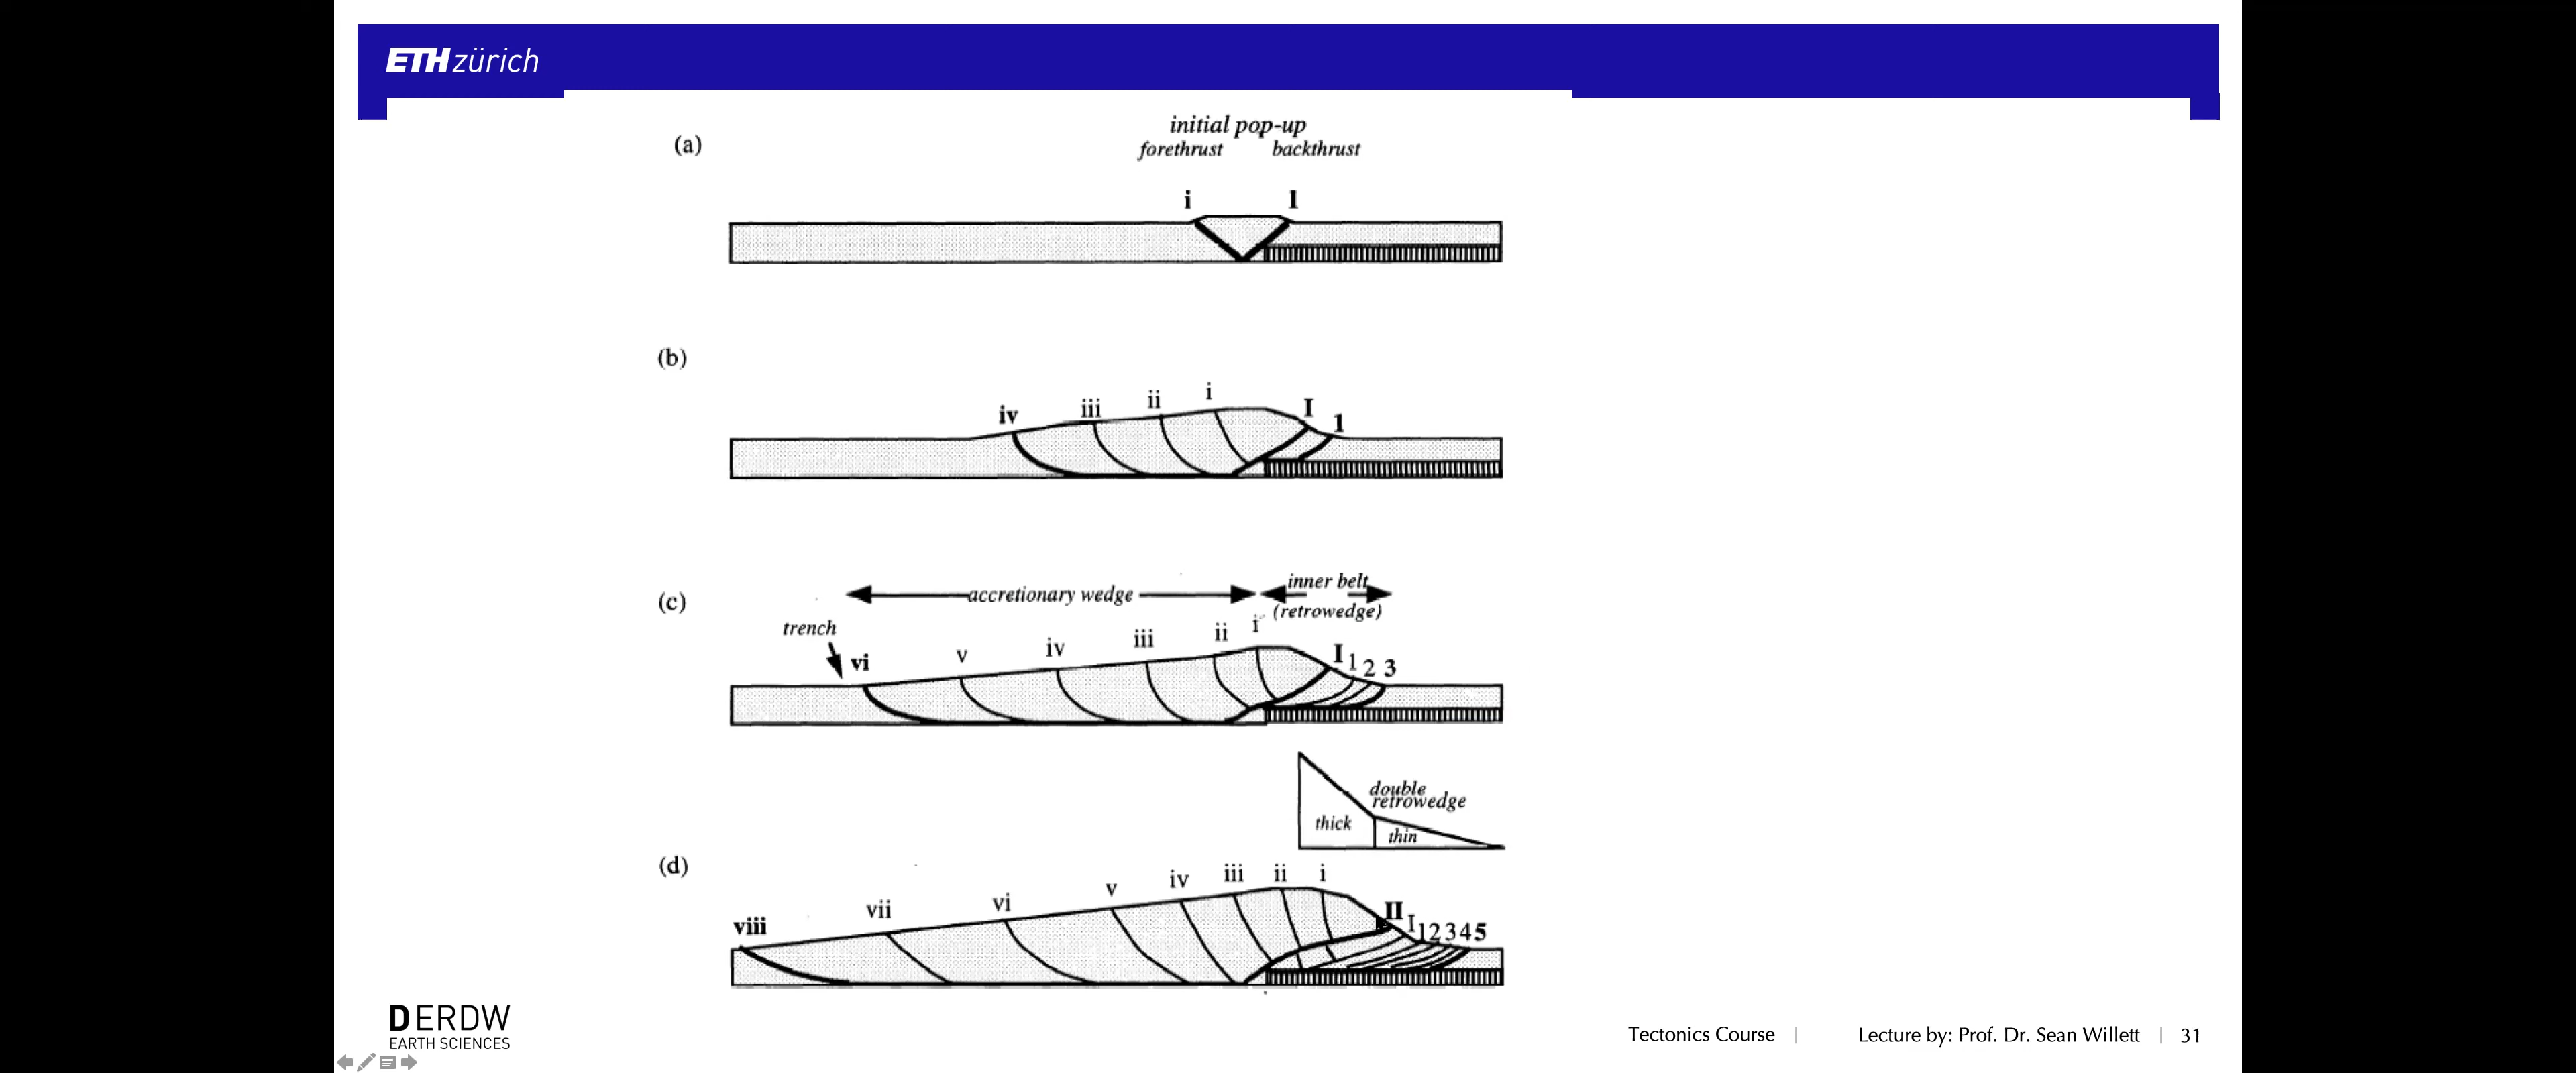 ETH zürich
initial pop-up
forethrust backthrust
(a)
i I
(b)
iv iii ii i I 1
(c)
accretionary wedge
inner belt
(retrowedge)
trench
vi v iv iii ii i I 1 2 3
double
retrowedge
thick
thin
(d)
viii vii vi v iv iii ii i II I 1 2 3 4 5
DERDW
EARTH SCIENCES
Tectonics Course | Lecture by: Prof. Dr. Sean Willett | 31